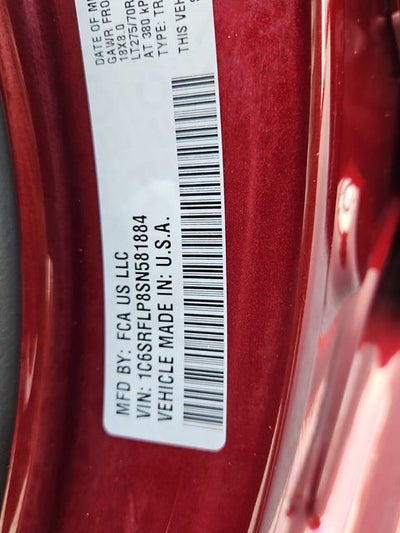 DATE OF M
GAWR FRO
18X8.0
LT275/70R
AT 380 KP
TYPE: TR
THIS VEH
MFD BY: FCA US LLC
VIN: 1C6SRFLP8SN581884
VEHICLE MADE IN: U.S.A.